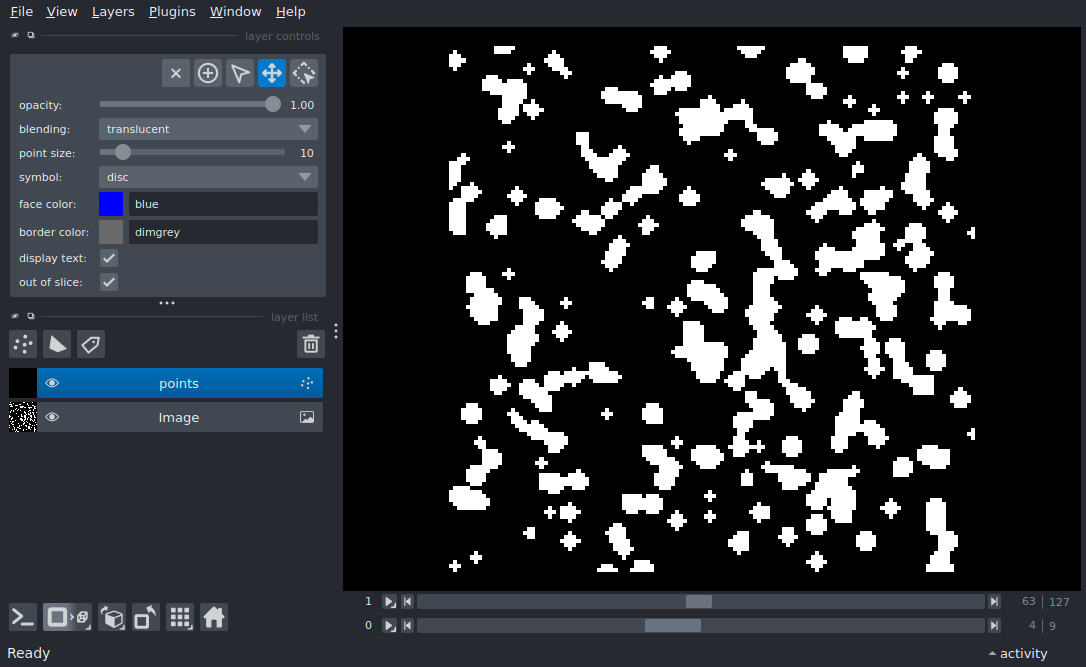 File View Layers Plugins Window Help
layer controls
opacity: 1.00
blending: translucent
point size: 10
symbol: disc
face color: blue
border color: dimgrey
display text:
out of slice:
layer list
points
Image
1 63 127
0 4 9
Ready
activity